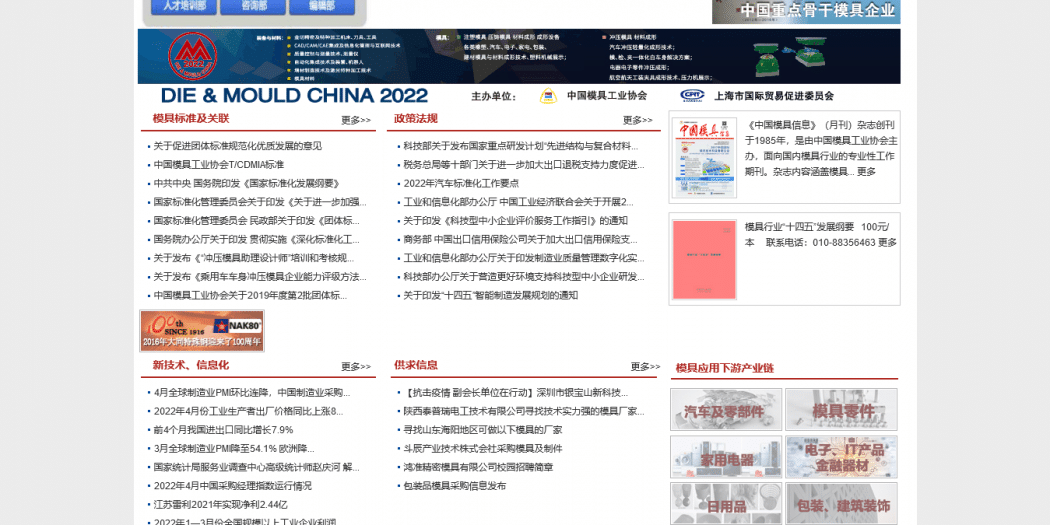 人才培训部 咨询部 编辑部
中国重点骨干模具企业
DIE & MOULD CHINA 2022
主办单位: 中国模具工业协会 上海市国际贸易促进委员会
模具标准及关联 更多>>
关于促进团体标准规范化优质发展的意见
中国模具工业协会T/CDMIA标准
中共中央 国务院印发《国家标准化发展纲要》
国家标准化管理委员会关于印发《关于进一步加强...
国家标准化管理委员会 民政部关于印发《团体标...
国务院办公厅关于印发 贯彻实施《深化标准化工...
关于发布《“冲压模具助理设计师”培训和考核规...
关于发布《乘用车车身冲压模具企业能力评级方法...
中国模具工业协会关于2019年度第2批团体标...
政策法规 更多>>
科技部关于发布国家重点研发计划“先进结构与复合材料...
税务总局等十部门关于进一步加大出口退税支持力度促进...
2022年汽车标准化工作要点
工业和信息化部办公厅 中国工业经济联合会关于开展2...
关于印发《科技型中小企业评价服务工作指引》的通知
商务部 中国出口信用保险公司关于加大出口信用保险支...
工业和信息化部办公厅关于印发制造业质量管理数字化实...
科技部办公厅关于营造更好环境支持科技型中小企业研发...
关于印发“十四五”智能制造发展规划的通知
中国模具信息
《中国模具信息》（月刊）杂志创刊
于1985年，是由中国模具工业协会主
办，面向国内模具行业的专业性工作
期刊。杂志内容涵盖模具... 更多
模具行业“十四五”发展纲要 100元/
本 联系电话：010-88356463 更多
100th
SINCE 1916
NAK80
2016年大同特殊钢迎来了100周年
新技术、信息化 更多>>
4月全球制造业PMI环比连降，中国制造业采购...
2022年4月份工业生产者出厂价格同比上涨8...
前4个月我国进出口同比增长7.9%
3月全球制造业PMI降至54.1% 欧洲降...
国家统计局服务业调查中心高级统计师赵庆河 解...
2022年4月中国采购经理指数运行情况
江苏雷利2021年实现净利2.44亿
2022年1—3月份全国规模以上工业企业利润
供求信息 更多>>
【抗击疫情 副会长单位在行动】深圳市银宝山新科技...
陕西泰普瑞电工技术有限公司寻找技术实力强的模具厂家...
寻找山东海阳地区可做以下模具的厂家
斗辰产业技术株式会社采购模具及制件
鸿准精密模具有限公司校园招聘简章
包装品模具采购信息发布
模具应用下游产业链
汽车及零部件 模具零件
家用电器 电子、IT产品
金融器材
日用品 包装、建筑装饰